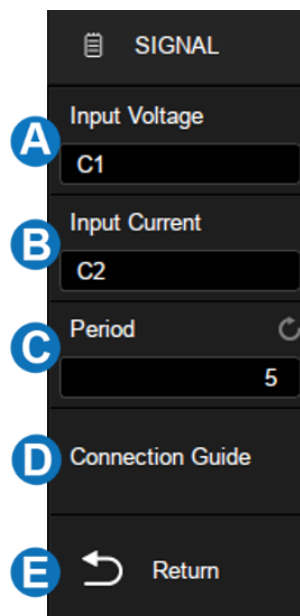 SIGNAL
A
Input Voltage
C1
B
Input Current
C2
C
Period
5
D
Connection Guide
E
Return